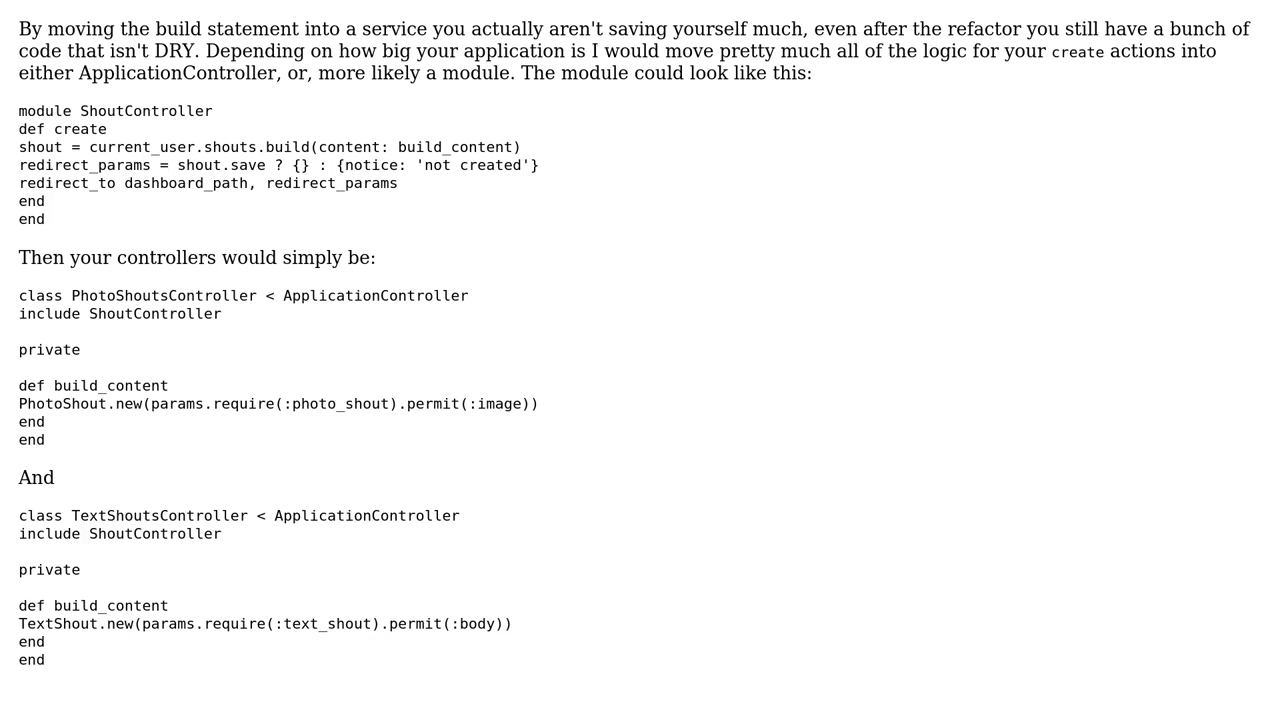 By moving the build statement into a service you actually aren't saving yourself much, even after the refactor you still have a bunch of
code that isn't DRY. Depending on how big your application is I would move pretty much all of the logic for your create actions into
either ApplicationController, or, more likely a module. The module could look like this:
module ShoutController
def create
shout = current_user.shouts.build(content: build_content)
redirect_params = shout.save ? {} : {notice: 'not created'}
redirect_to dashboard_path, redirect_params
end
end
Then your controllers would simply be:
class PhotoShoutsController < ApplicationController
include ShoutController
private
def build_content
PhotoShout.new(params.require(:photo_shout).permit(:image))
end
end
And
class TextShoutsController < ApplicationController
include ShoutController
private
def build_content
TextShout.new(params.require(:text_shout).permit(:body))
end
end